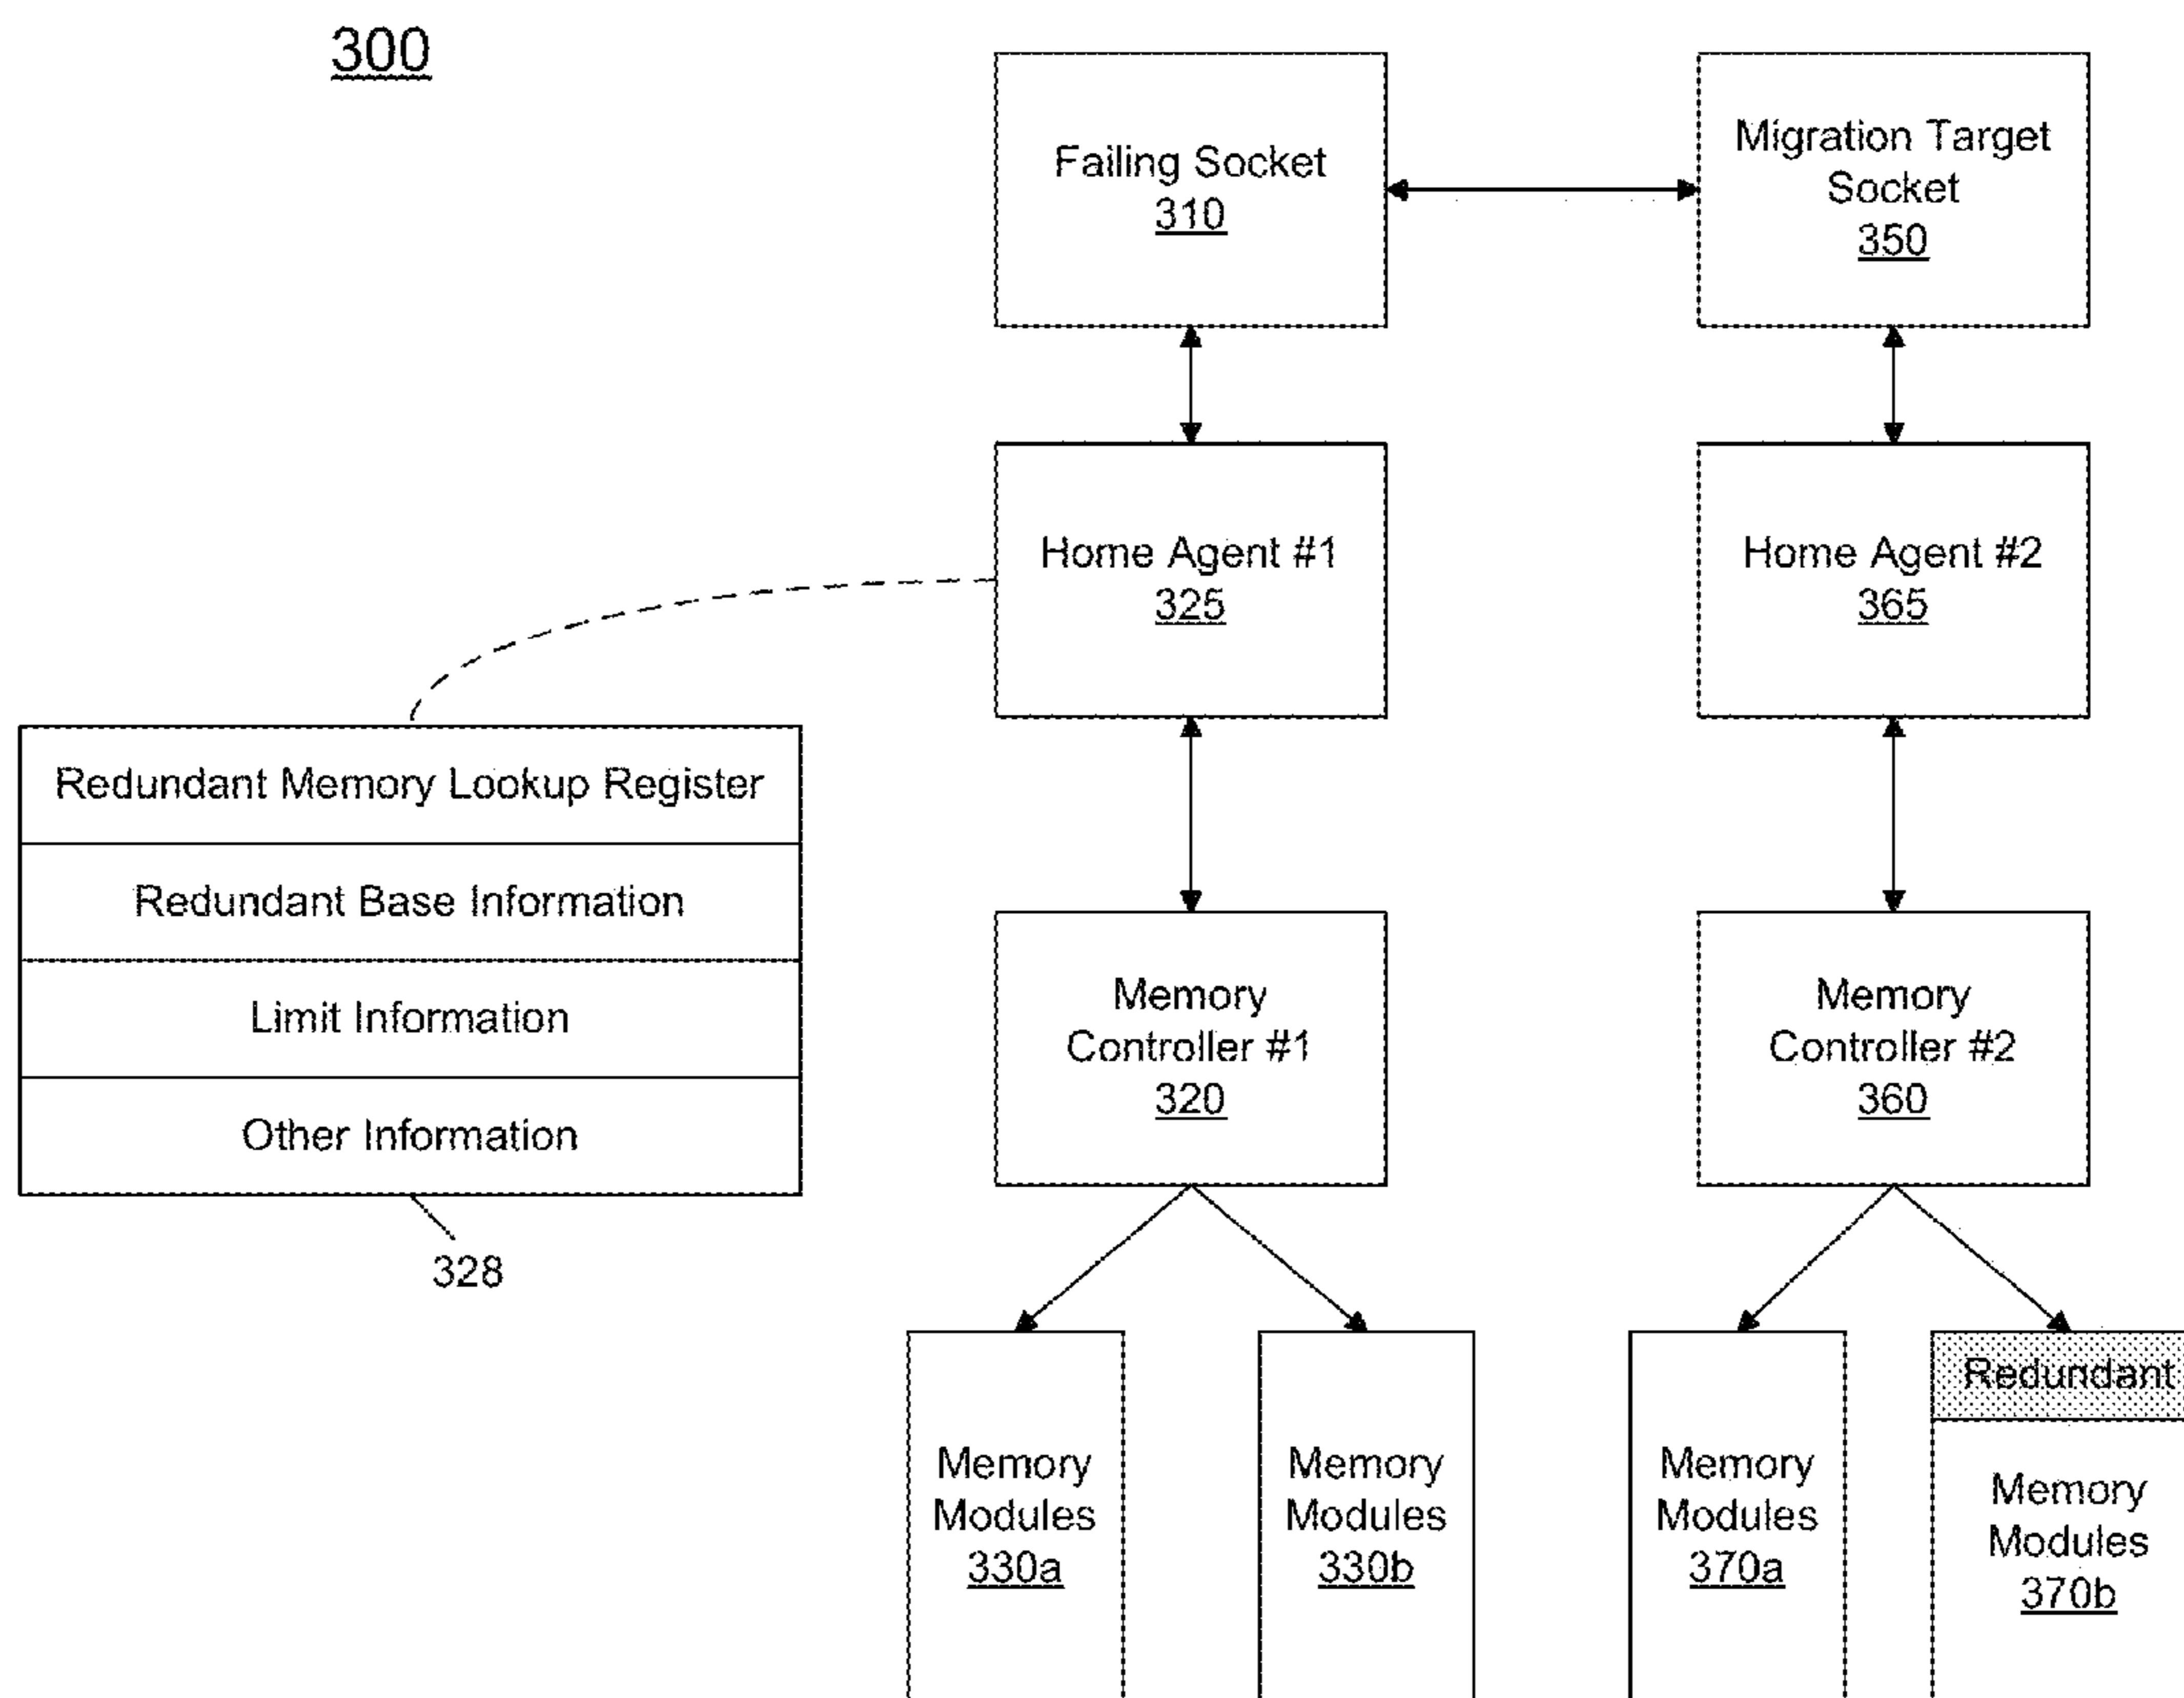 300
Failing Socket
310
Migration Target
Socket
350
Home Agent #1
325
Home Agent #2
365
Redundant Memory Lookup Register
Redundant Base Information
Limit Information
Other Information
328
Memory
Controller #1
320
Memory
Controller #2
360
Memory
Modules
330a
Memory
Modules
330b
Memory
Modules
370a
Redundant
Memory
Modules
370b